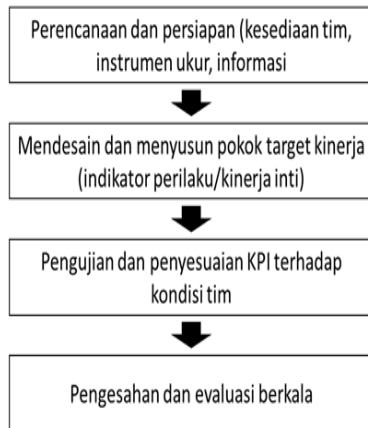 Perencanaan dan persiapan (kesediaan tim,
instrumen ukur, informasi
Mendesain dan menyusun pokok target kinerja
(indikator perilaku/kinerja inti)
Pengujian dan penyesuaian KPI terhadap
kondisi tim
Pengesahan dan evaluasi berkala